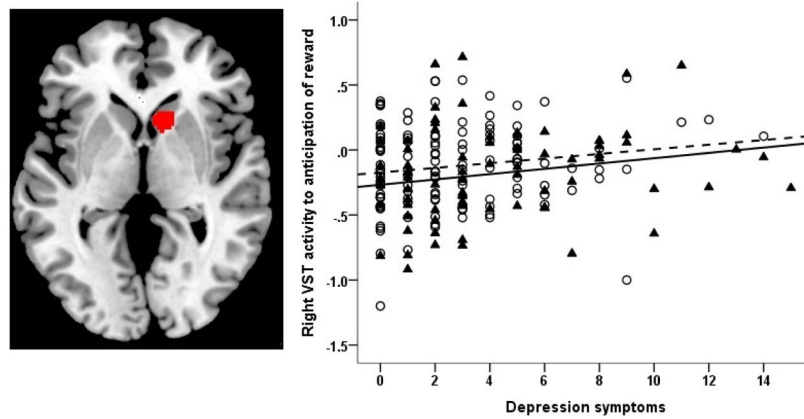 Right VST activity to anticipation of reward
1.0
.5
.0
-.5
-1.0
-1.5
0 2 4 6 8 10 12 14
Depression symptoms